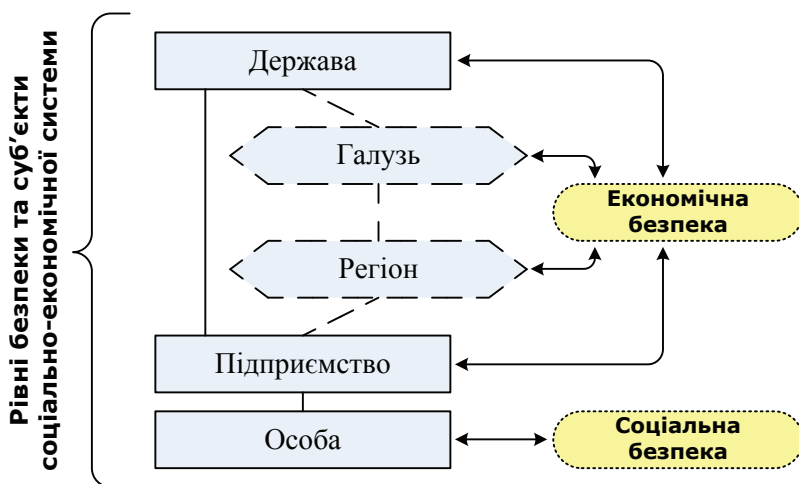 Рівні безпеки та суб’єкти
соціально-економічної системи
Держава
Галузь
Економічна
безпека
Регіон
Підприємство
Особа
Соціальна
безпека